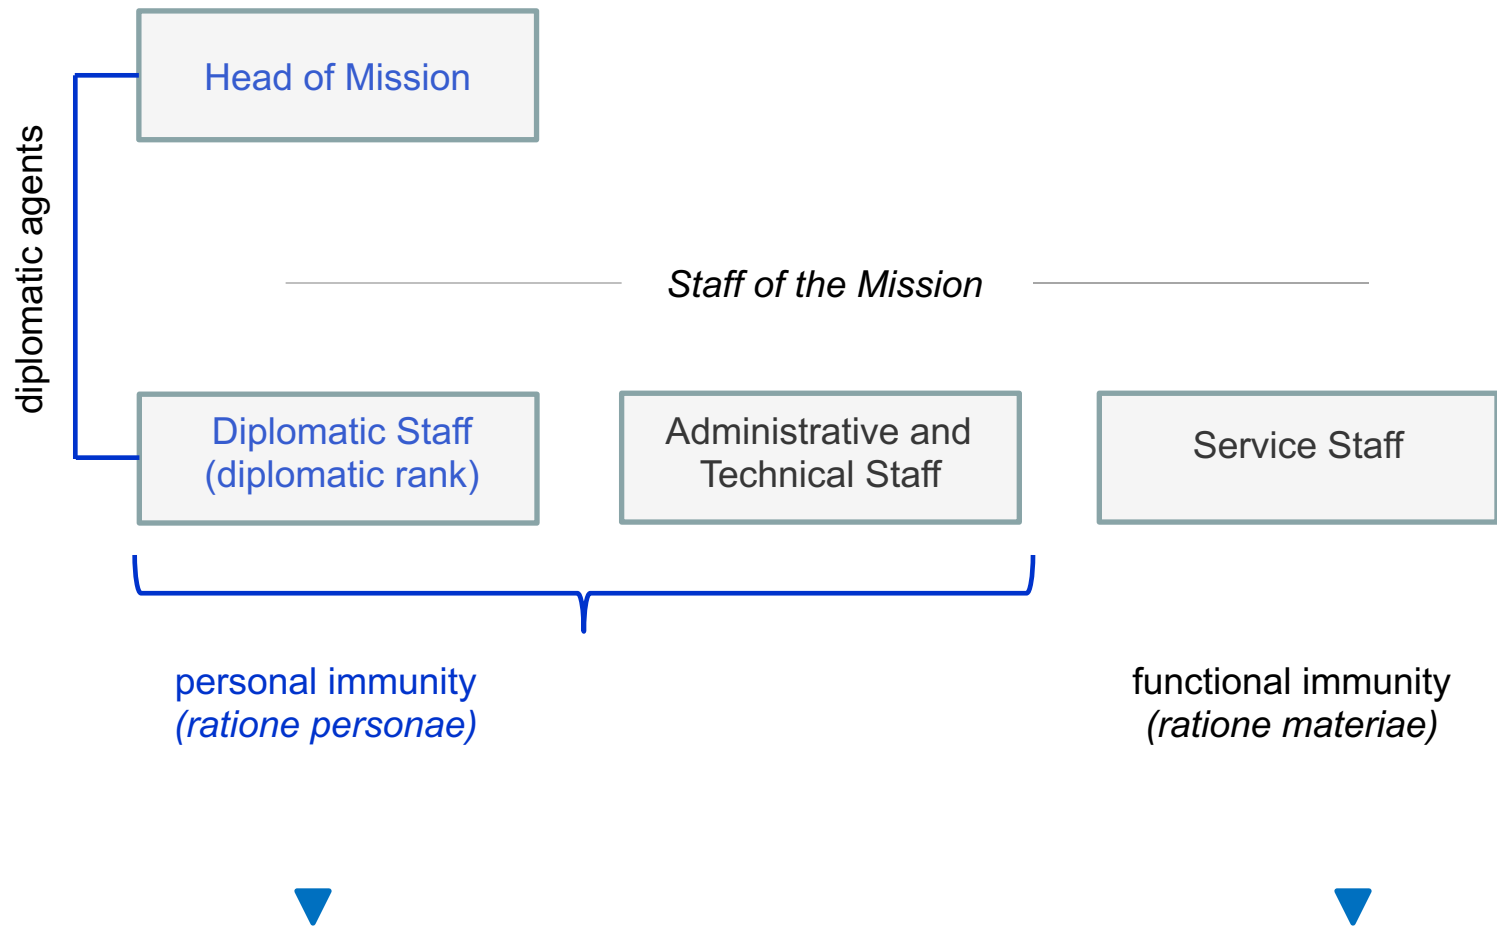 Head of Mission
diplomatic agents
Staff of the Mission
Diplomatic Staff
(diplomatic rank)
Administrative and
Technical Staff
Service Staff
personal immunity
(ratione personae)
functional immunity
(ratione materiae)